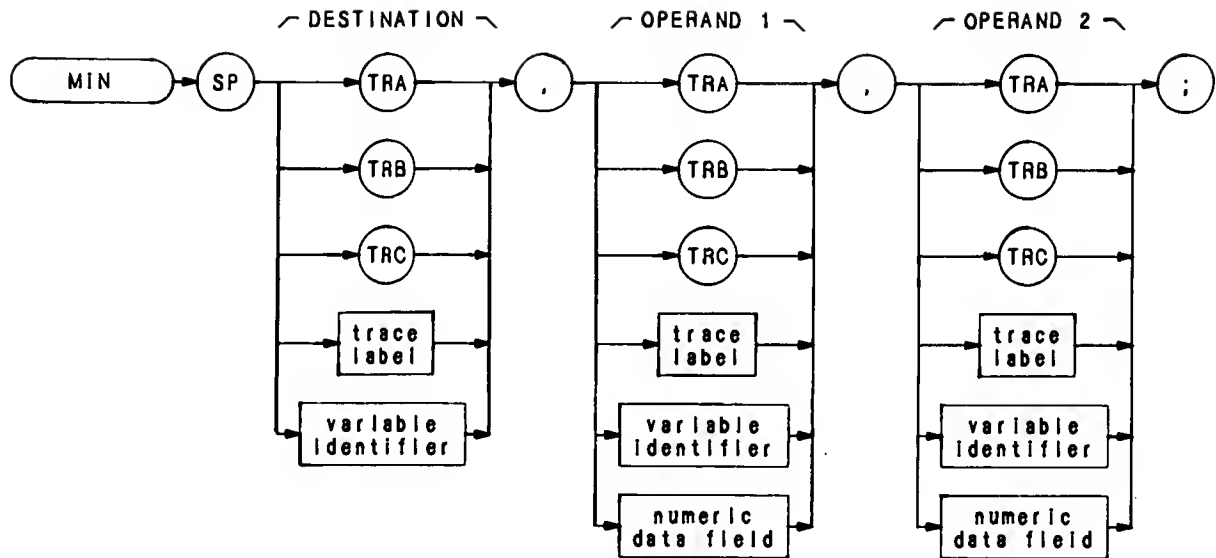 DESTINATION OPERAND 1 OPERAND 2
MIN SP TRA , TRA , TRA ;
TRB TRB TRB
TRC TRC TRC
trace trace trace
label label label
variable variable variable
identifier identifier identifier
numeric numeric
data field data field